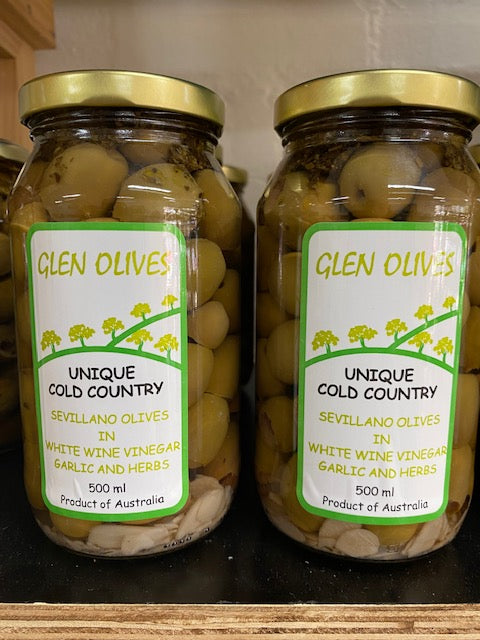 GLEN OLIVES
UNIQUE
COLD COUNTRY
SEVILLANO OLIVES
IN
WHITE WINE VINEGAR
GARLIC AND HERBS
500 ml
Product of Australia
GLEN OLIVES
UNIQUE
COLD COUNTRY
SEVILLANO OLIVES
IN
WHITE WINE VINEGAR
GARLIC AND HERBS
500 ml
Product of Australia